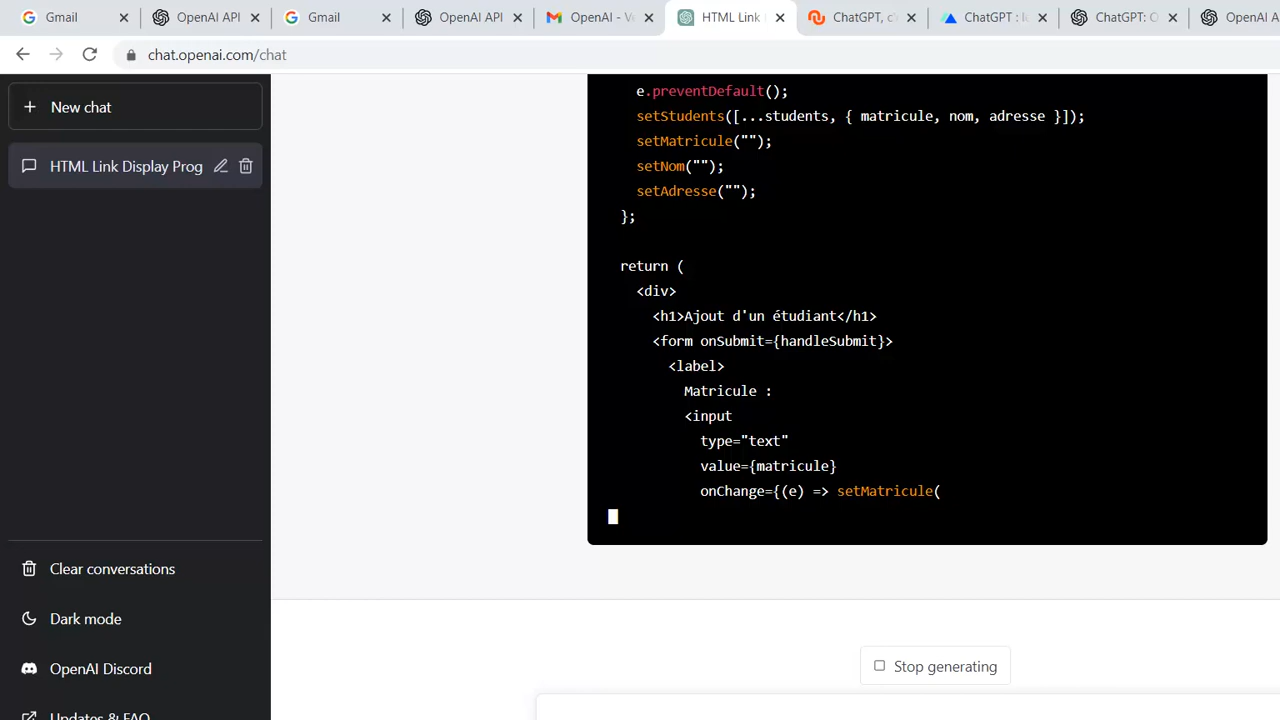 Gmail
OpenAI API
Gmail
OpenAI API
OpenAI - V
HTML Link
ChatGPT, c
ChatGPT : l
ChatGPT: O
OpenAI A
chat.openai.com/chat
New chat
HTML Link Display Prog
e.preventDefault();
setStudents([...students, { matricule, nom, adresse }]);
setMatricule("");
setNom("");
setAdresse("");
};
return (
<div>
<h1>Ajout d'un étudiant</h1>
<form onSubmit={handleSubmit}>
<label>
Matricule :
<input
type="text"
value={matricule}
onChange={(e) => setMatricule(
Clear conversations
Dark mode
OpenAI Discord
Updates & FAQ
Stop generating